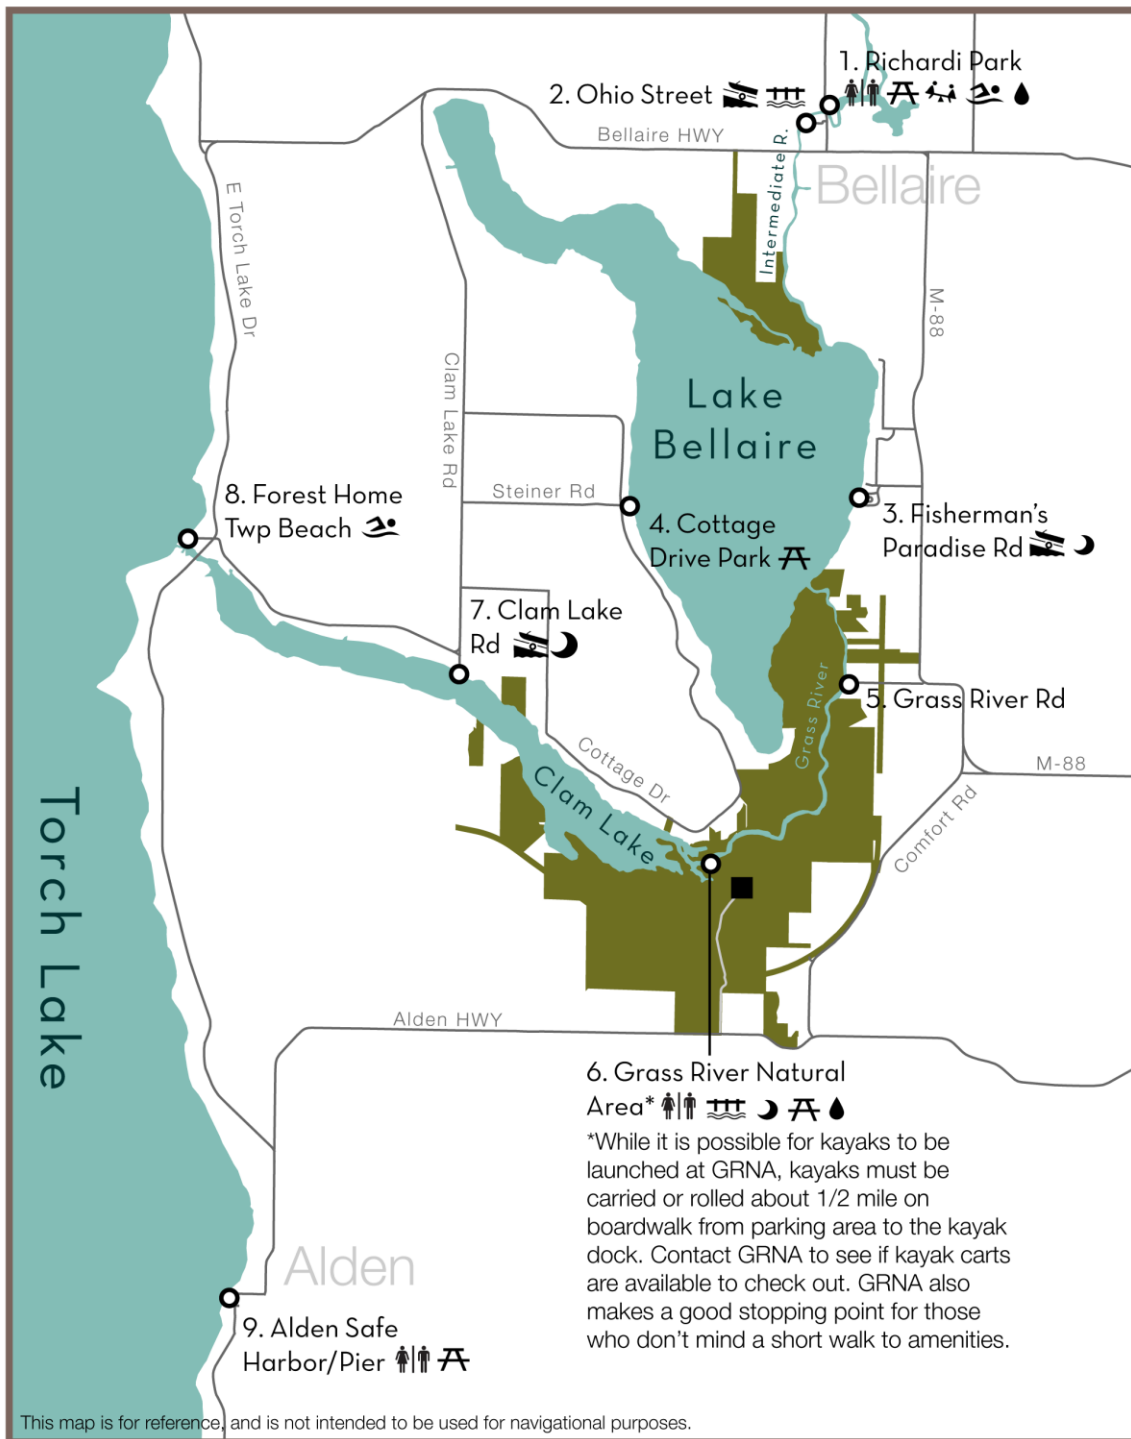 1. Richardi Park
2. Ohio Street
Bellaire HWY
Intermediate R.
Bellaire
E Torch Lake Dr
M-88
Clam Lake Rd
Lake
Bellaire
8. Forest Home
Twp Beach
Steiner Rd
4. Cottage
Drive Park
3. Fisherman's
Paradise Rd
7. Clam Lake
Rd
Grass River
5. Grass River Rd
Cottage Dr
M-88
Clam Lake
Comfort Rd
Torch Lake
Alden HWY
6. Grass River Natural
Area*
*While it is possible for kayaks to be
launched at GRNA, kayaks must be
carried or rolled about 1/2 mile on
boardwalk from parking area to the kayak
dock. Contact GRNA to see if kayak carts
are available to check out. GRNA also
makes a good stopping point for those
who don't mind a short walk to amenities.
Alden
9. Alden Safe
Harbor/Pier
This map is for reference, and is not intended to be used for navigational purposes.